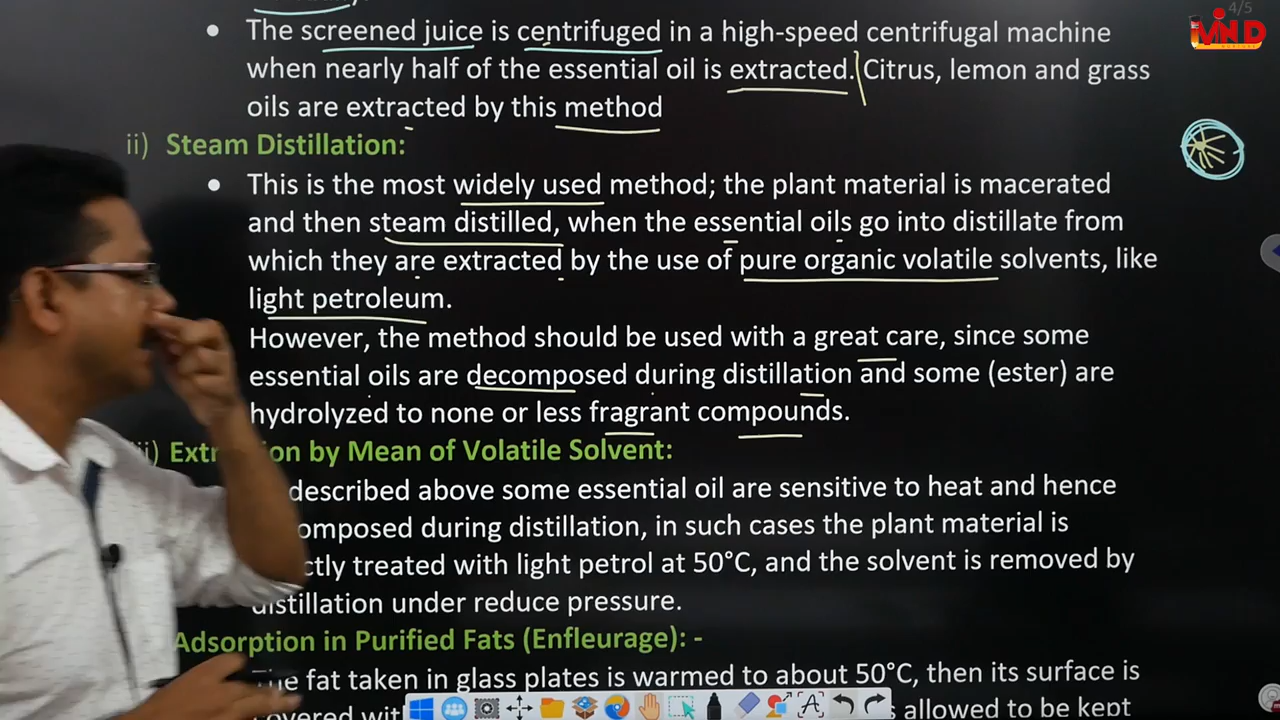 4/5
MIND
The screened juice is centrifuged in a high-speed centrifugal machine
when nearly half of the essential oil is extracted. Citrus, lemon and grass
oils are extracted by this method
ii) Steam Distillation:
This is the most widely used method; the plant material is macerated
and then steam distilled, when the essential oils go into distillate from
which they are extracted by the use of pure organic volatile solvents, like
light petroleum.
However, the method should be used with a great care, since some
essential oils are decomposed during distillation and some (ester) are
hydrolyzed to none or less fragrant compounds.
by Mean of Volatile Solvent:
described above some essential oil are sensitive to heat and hence
during distillation, in such cases the plant material is
treated with light petrol at 50°C, and the solvent is removed by
distillation under reduce pressure.
Adsorption in Purified Fats (Enfleurage): -
fat taken in glass plates is warmed to about 50°C, then its surface is
allowed to be kept